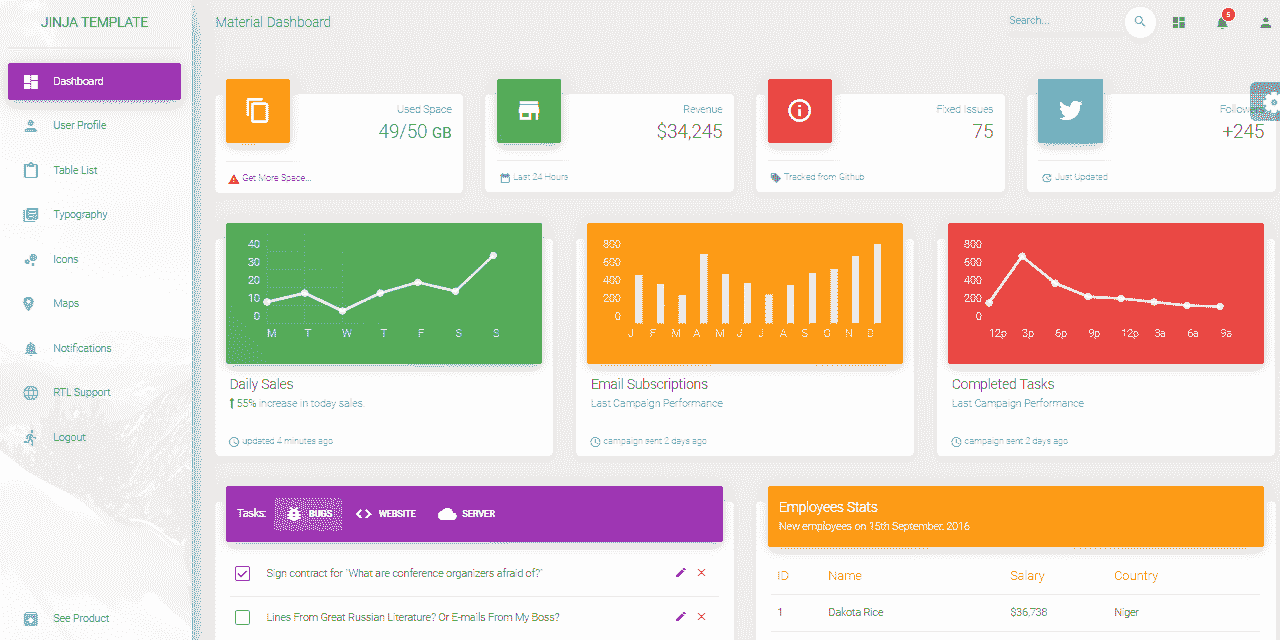 JINJA TEMPLATE
Material Dashboard
Search...
5
Dashboard
User Profile
Table List
Typography
Icons
Maps
Notifications
RTL Support
Logout
See Product
Used Space
49/50 GB
Get More Space...
Revenue
$34,245
Last 24 Hours
Fixed Issues
75
Tracked from Github
Followers
+245
Just Updated
40
30
20
10
0
M T W T F S S
Daily Sales
55% increase in today sales
updated 4 minutes ago
800
600
400
200
0
J F M A M J J A S O N D
Email Subscriptions
Last Campaign Performance
campaign sent 2 days ago
800
600
400
200
0
12p 3p 6p 9p 12p 3a 6a 9a
Completed Tasks
Last Campaign Performance
campaign sent 2 days ago
Tasks: BUGS WEBSITE SERVER
Sign contract for "What are conference organizers afraid of?"
Lines From Great Russian Literature? Or E-mails From My Boss?
Employees Stats
New employees on 15th September, 2016
ID Name Salary Country
1 Dakota Rice $36,738 Niger